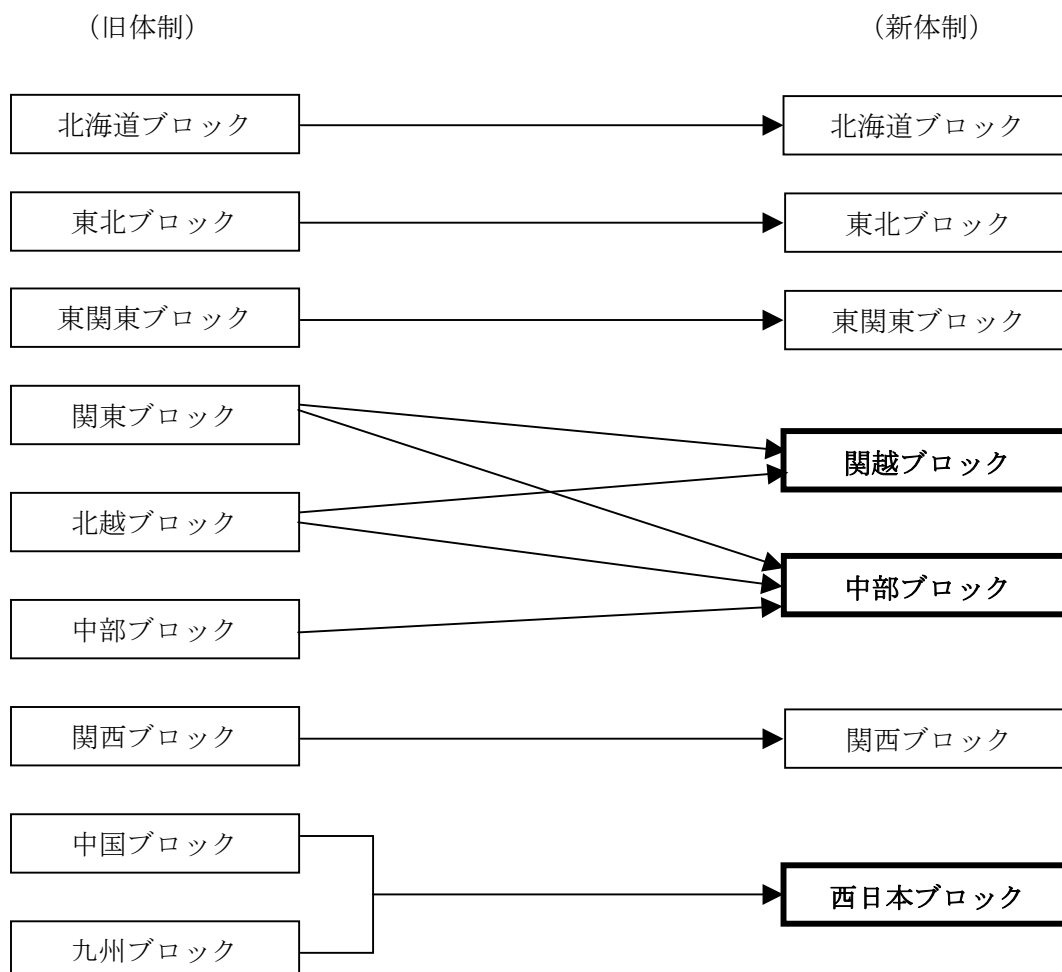 （旧体制）
（新体制）
北海道ブロック
北海道ブロック
東北ブロック
東北ブロック
東関東ブロック
東関東ブロック
関東ブロック
関越ブロック
北越ブロック
中部ブロック
中部ブロック
関西ブロック
関西ブロック
中国ブロック
西日本ブロック
九州ブロック